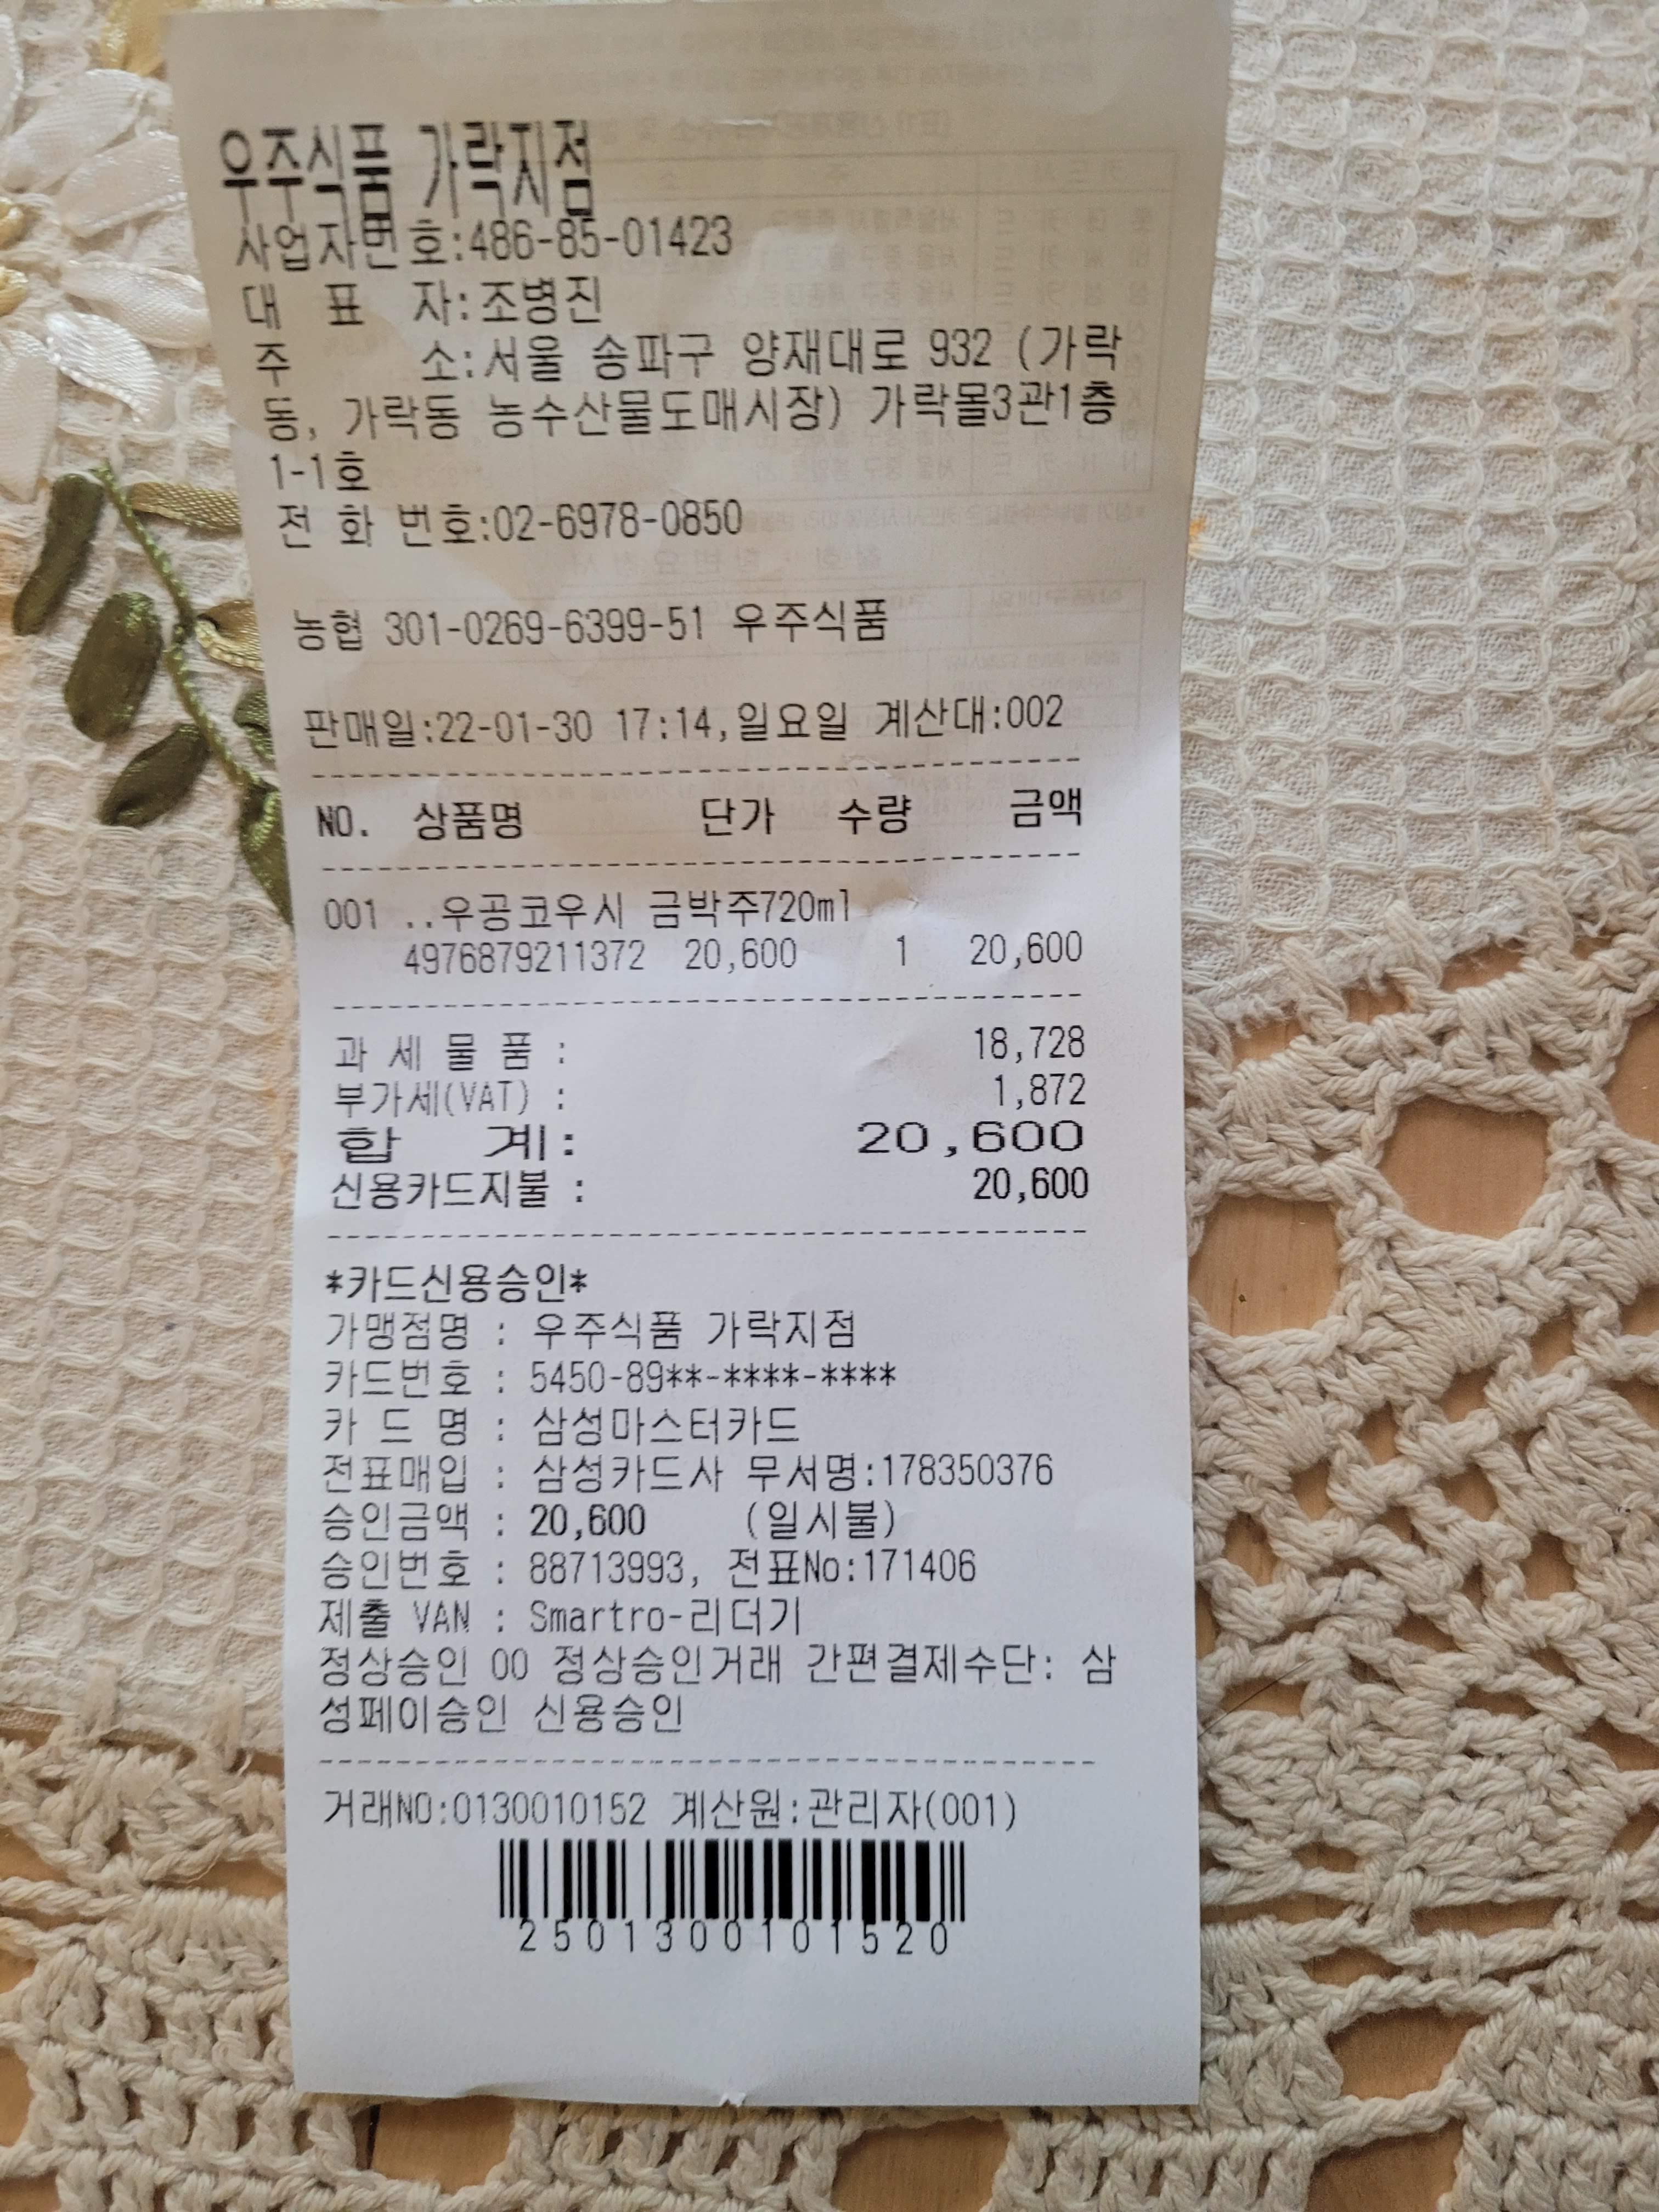 우주식품 가락지점
사업자번호:486-85-01423
대 표 자:조병진
주 소:서울 송파구 양재대로 932 (가락
동, 가락동 농수산물도매시장) 가락몰3관1층
1-1호
전 화 번호:02-6978-0850
농협 301-0269-6399-51 우주식품
판매일:22-01-30 17:14,일요일 계산대:002
NO. 상품명 단가 수량 금액
001 ..우공코우시 금박주720ml
4976879211372 20,600 1 20,600
과 세 물 품 : 18,728
부가세(VAT) : 1,872
합 계: 20,600
신용카드지불 : 20,600
*카드신용승인*
가맹점명 : 우주식품 가락지점
카드번호 : 5450-89**-****-****
카 드 명 : 삼성마스터카드
전표매입 : 삼성카드사 무서명:178350376
승인금액 : 20,600 (일시불)
승인번호 : 88713993, 전표No:171406
제출 VAN : Smartro-리더기
정상승인 00 정상승인거래 간편결제수단: 삼
성페이승인 신용승인
거래NO:0130010152 계산원:관리자(001)
2501300101520